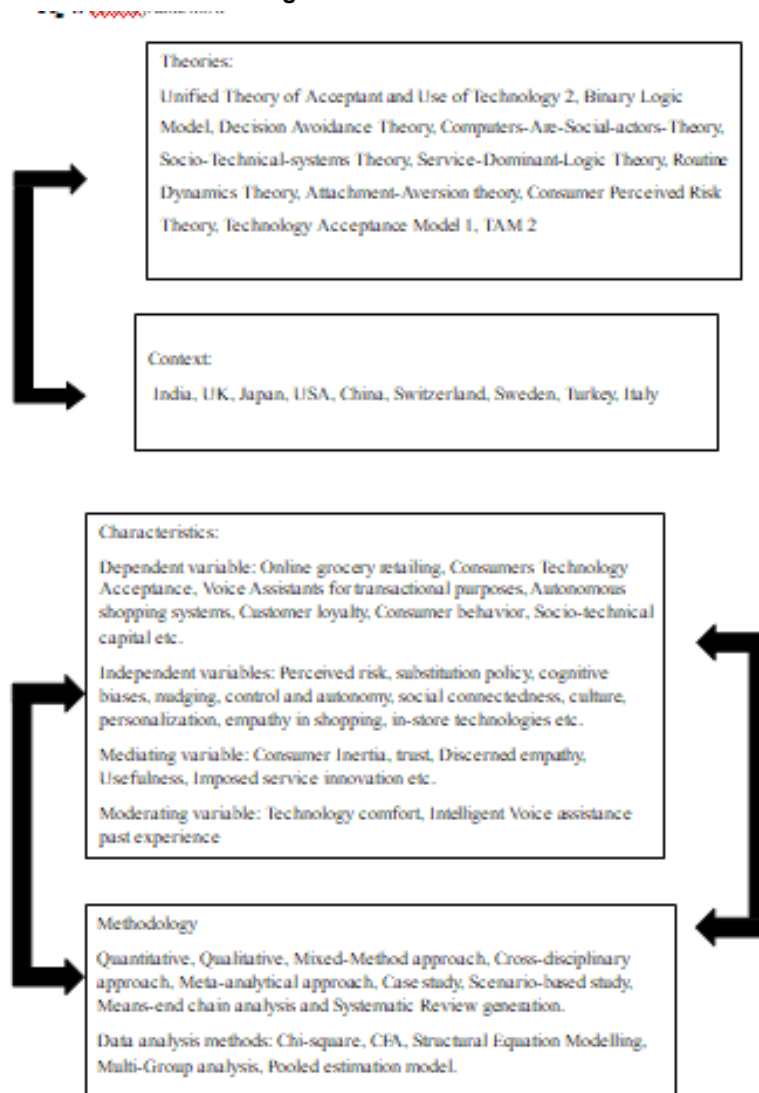 Theories:
Unified Theory of Acceptant and Use of Technology 2, Binary Logic
Model, Decision Avoidance Theory, Computers-Are-Social-actors-Theory,
Socio-Technical-systems Theory, Service-Dominant-Logic Theory, Routine
Dynamics Theory, Attachment-Aversion theory, Consumer Perceived Risk
Theory, Technology Acceptance Model 1, TAM 2
Context:
India, UK, Japan, USA, China, Switzerland, Sweden, Turkey, Italy
Characteristics:
Dependent variable: Online grocery retailing, Consumers Technology
Acceptance, Voice Assistants for transactional purposes, Autonomous
shopping systems, Customer loyalty, Consumer behavior, Socio-technical
capital etc.
Independent variables: Perceived risk, substitution policy, cognitive
biases, nudging, control and autonomy, social connectedness, culture,
personalization, empathy in shopping, in-store technologies etc.
Mediating variable: Consumer Inertia, trust, Discerned empathy,
Usefulness, Imposed service innovation etc.
Moderating variable: Technology comfort, Intelligent Voice assistance
past experience
Methodology
Quantitative, Qualitative, Mixed-Method approach, Cross-disciplinary
approach, Meta-analytical approach, Case study, Scenario-based study,
Means-end chain analysis and Systematic Review generation.
Data analysis methods: Chi-square, CFA, Structural Equation Modelling,
Multi-Group analysis, Pooled estimation model.